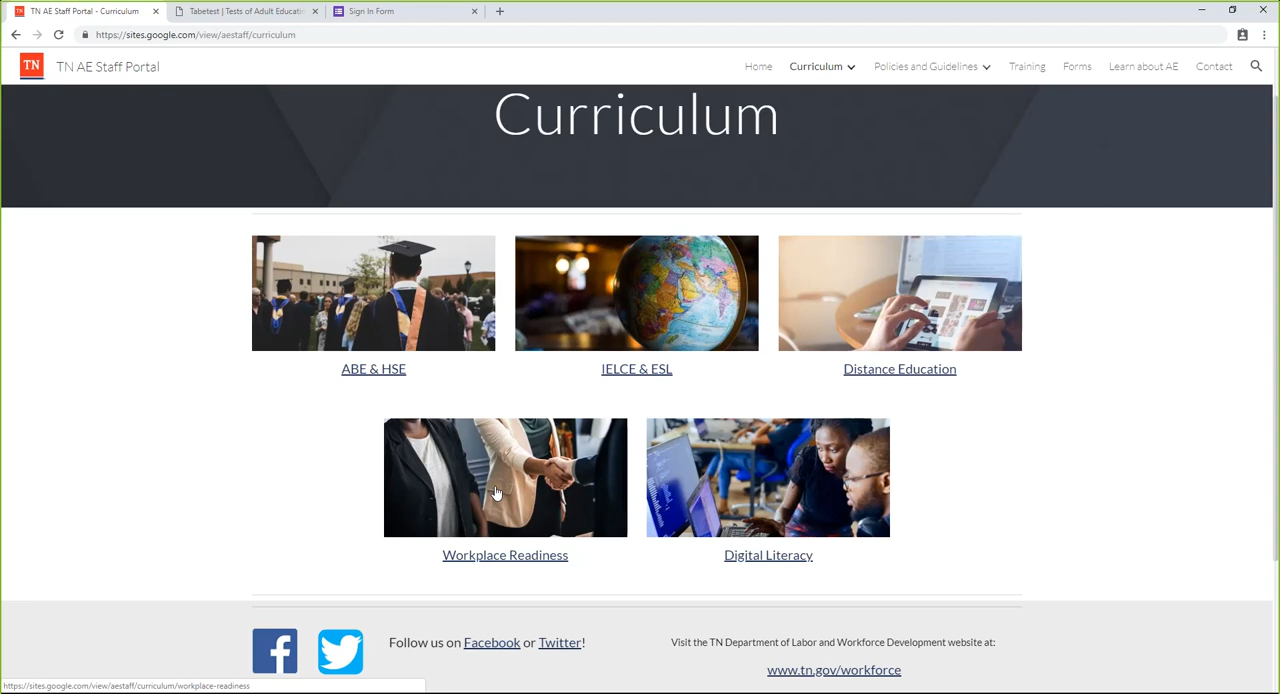 TN AE Staff Portal - Curriculum
Tabetest | Tests of Adult Educatio
Sign In Form
https://sites.google.com/view/aestaff/curriculum
TN
TN AE Staff Portal
Home
Curriculum
Policies and Guidelines
Training
Forms
Learn about AE
Contact
Curriculum
ABE & HSE
IELCE & ESL
Distance Education
Workplace Readiness
Digital Literacy
Follow us on Facebook or Twitter!
Visit the TN Department of Labor and Workforce Development website at:
www.tn.gov/workforce
https://sites.google.com/view/aestaff/curriculum/workplace-readiness